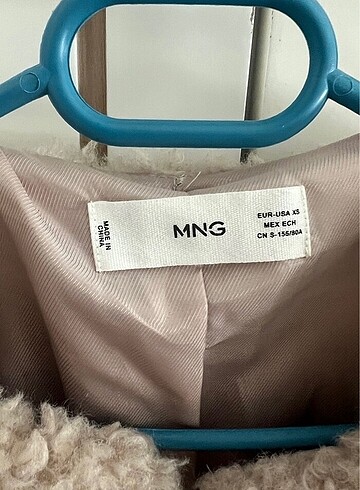 MADE IN
CHINA
MNG
EUR-USA XS
MEX ECH
CN S-155/80A